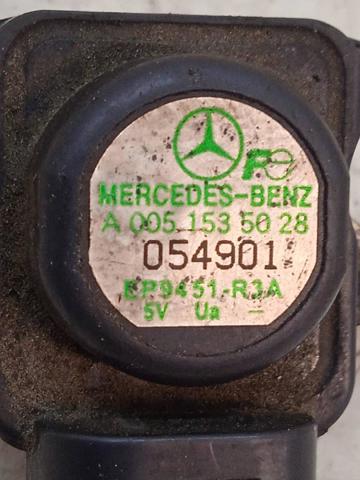 MERCEDES-BENZ
A 005 153 50 28
054901
EP9451-R3A
5V Ua